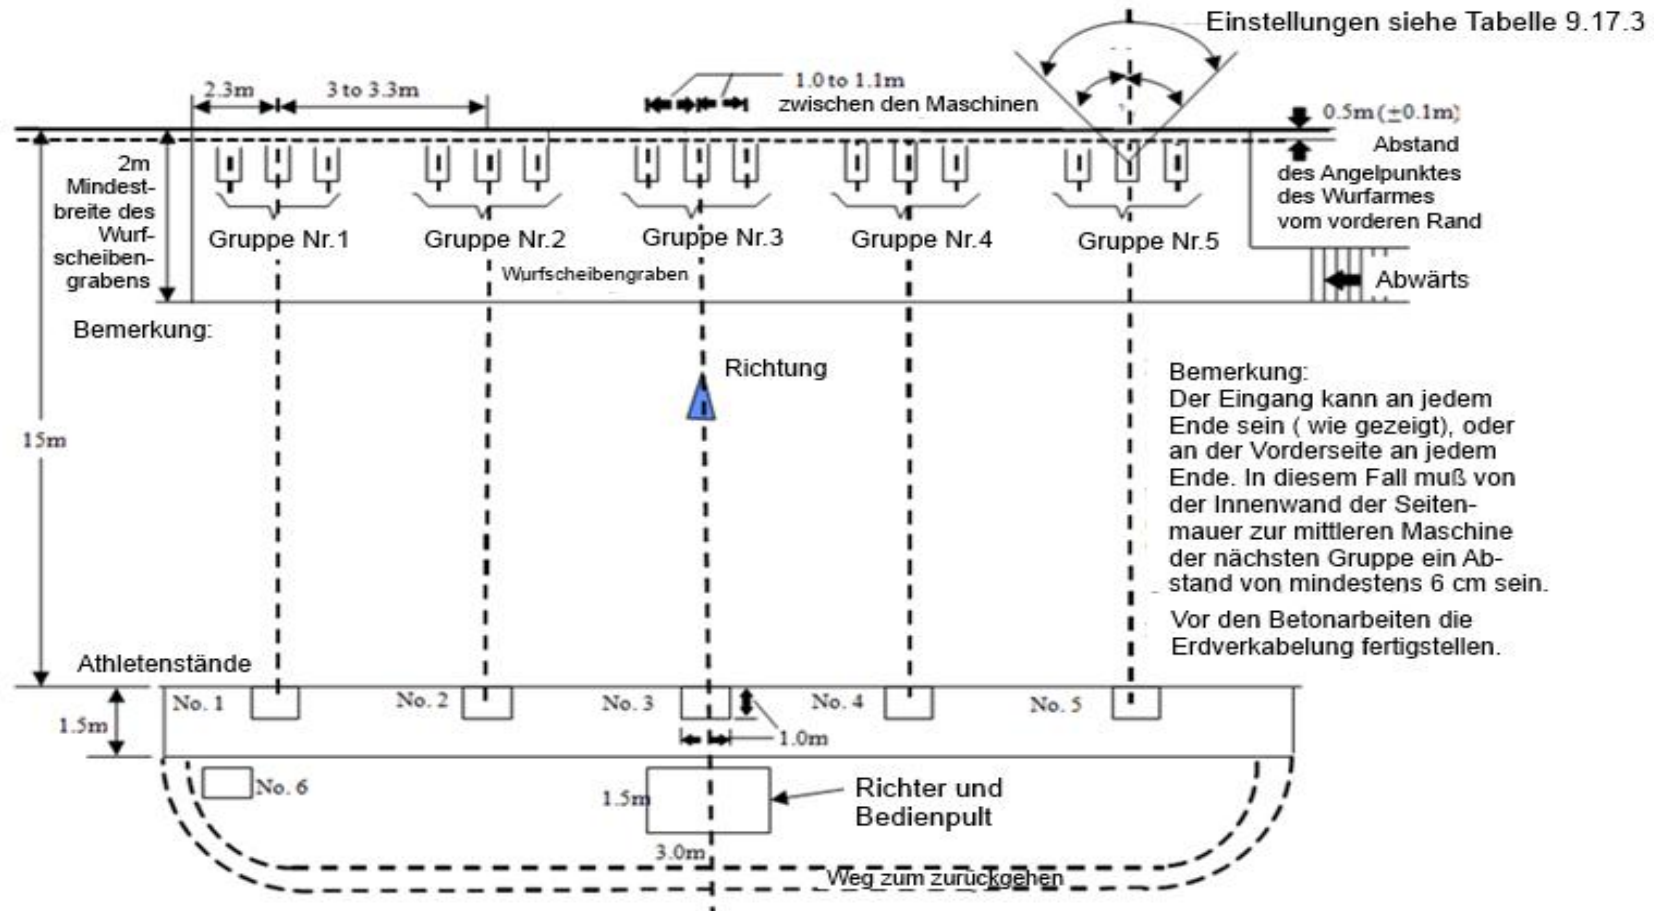 Einstellungen siehe Tabelle 9.17.3
2.3m
3 to 3.3m
1.0 to 1.1m
zwischen den Maschinen
0.5m (±0.1m)
Abstand
des Angelpunktes
des Wurfarmes
vom vorderen Rand
2m
Mindest-
breite des
Wurf-
scheiben-
grabens
Gruppe Nr.1
Gruppe Nr.2
Gruppe Nr.3
Gruppe Nr.4
Gruppe Nr.5
Wurfscheibengraben
Abwärts
Bemerkung:
Richtung
15m
Bemerkung:
Der Eingang kann an jedem
Ende sein ( wie gezeigt), oder
an der Vorderseite an jedem
Ende. In diesem Fall muß von
der Innenwand der Seiten-
mauer zur mittleren Maschine
der nächsten Gruppe ein Ab-
stand von mindestens 6 cm sein.
Vor den Betonarbeiten die
Erdverkabelung fertigstellen.
Athletenstände
No. 1
No. 2
No. 3
No. 4
No. 5
1.5m
1.0m
No. 6
1.5m
Richter und
Bedienpult
3.0m
Weg zum zurückgehen